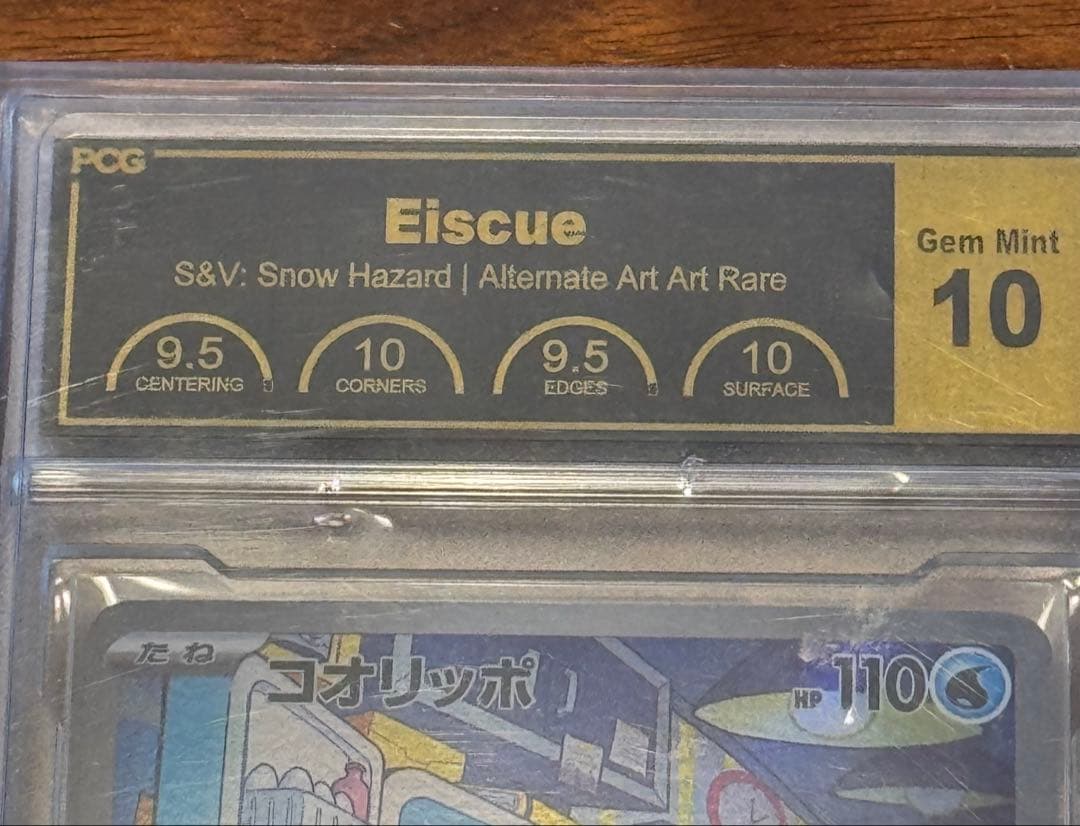 PCG
Eiscue
S&V: Snow Hazard | Alternate Art Art Rare
Gem Mint
10
9.5
CENTERING
10
CORNERS
9.5
EDGES
10
SURFACE
たね
コオリッポ
HP 110